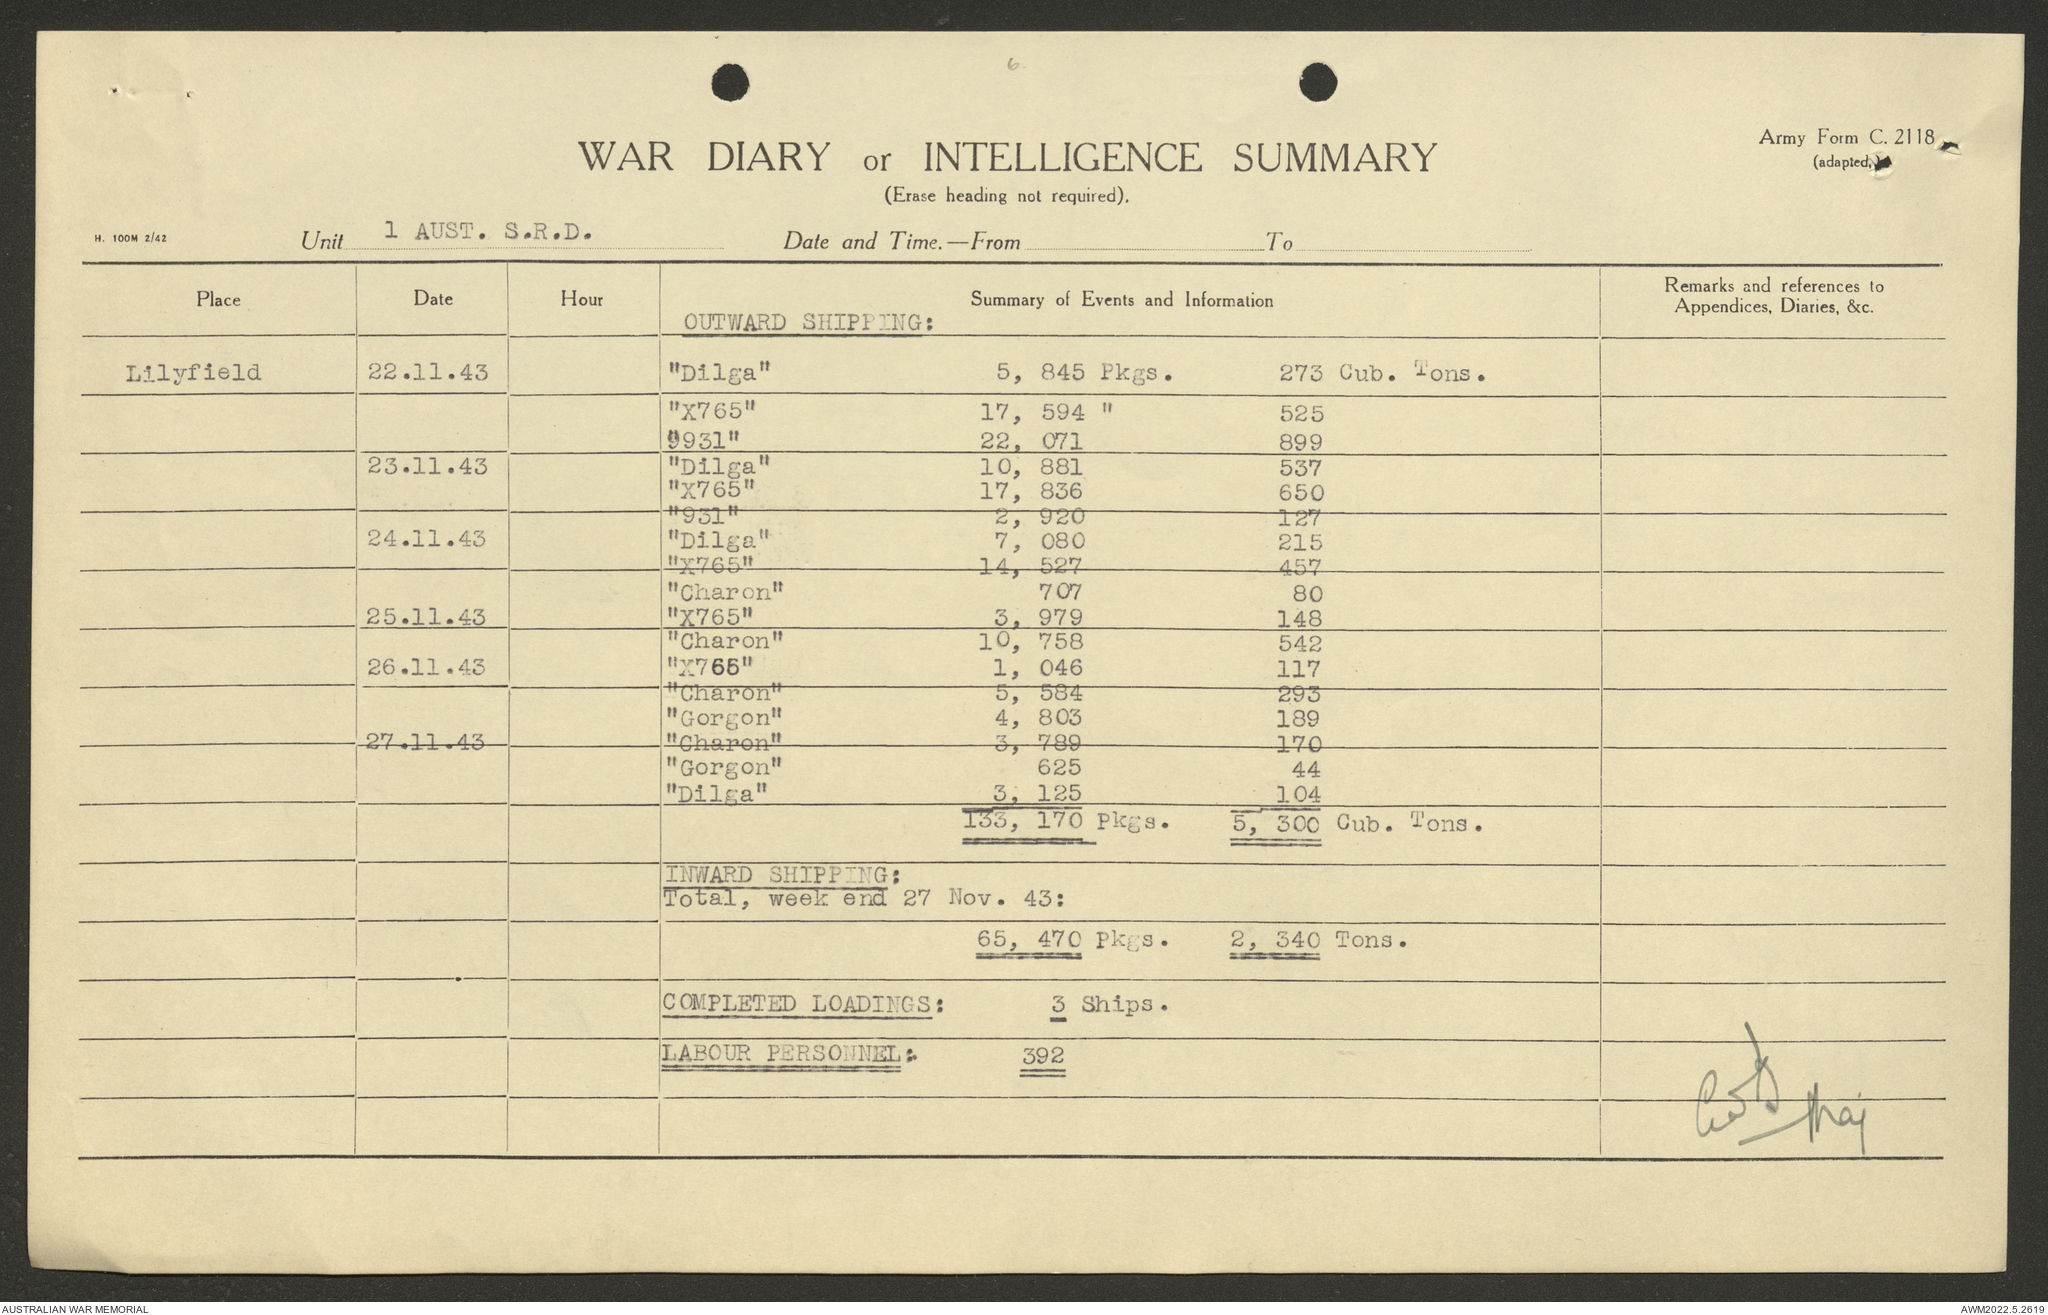 6.
WAR DIARY or INTELLIGENCE SUMMARY
(Erase heading not required).
Army Form C. 2118
(adapted.)
H. 100M 2/42
Unit 1 AUST. S.R.D. Date and Time.—From To
Place Date Hour Summary of Events and Information Remarks and references to
Appendices, Diaries, &c.
OUTWARD SHIPPING:
Lilyfield 22.11.43 "Dilga" 5, 845 Pkgs. 273 Cub. Tons.
"X765" 17, 594 " 525
"931" 22, 071 899
23.11.43 "Dilga" 10, 881 537
"X765" 17, 836 650
"931" 2, 920 127
24.11.43 "Dilga" 7, 080 215
"X765" 14, 527 457
"Charon" 707 80
25.11.43 "X765" 3, 979 148
"Charon" 10, 758 542
26.11.43 "X765" 1, 046 117
"Charon" 5, 584 293
"Gorgon" 4, 803 189
27.11.43 "Charon" 3, 789 170
"Gorgon" 625 44
"Dilga" 3, 125 104
133, 170 Pkgs. 5, 300 Cub. Tons.
INWARD SHIPPING:
Total, week end 27 Nov. 43:
65, 470 Pkgs. 2, 340 Tons.
COMPLETED LOADINGS: 3 Ships.
LABOUR PERSONNEL: 392
Maj
AUSTRALIAN WAR MEMORIAL AWM2022.5.2619